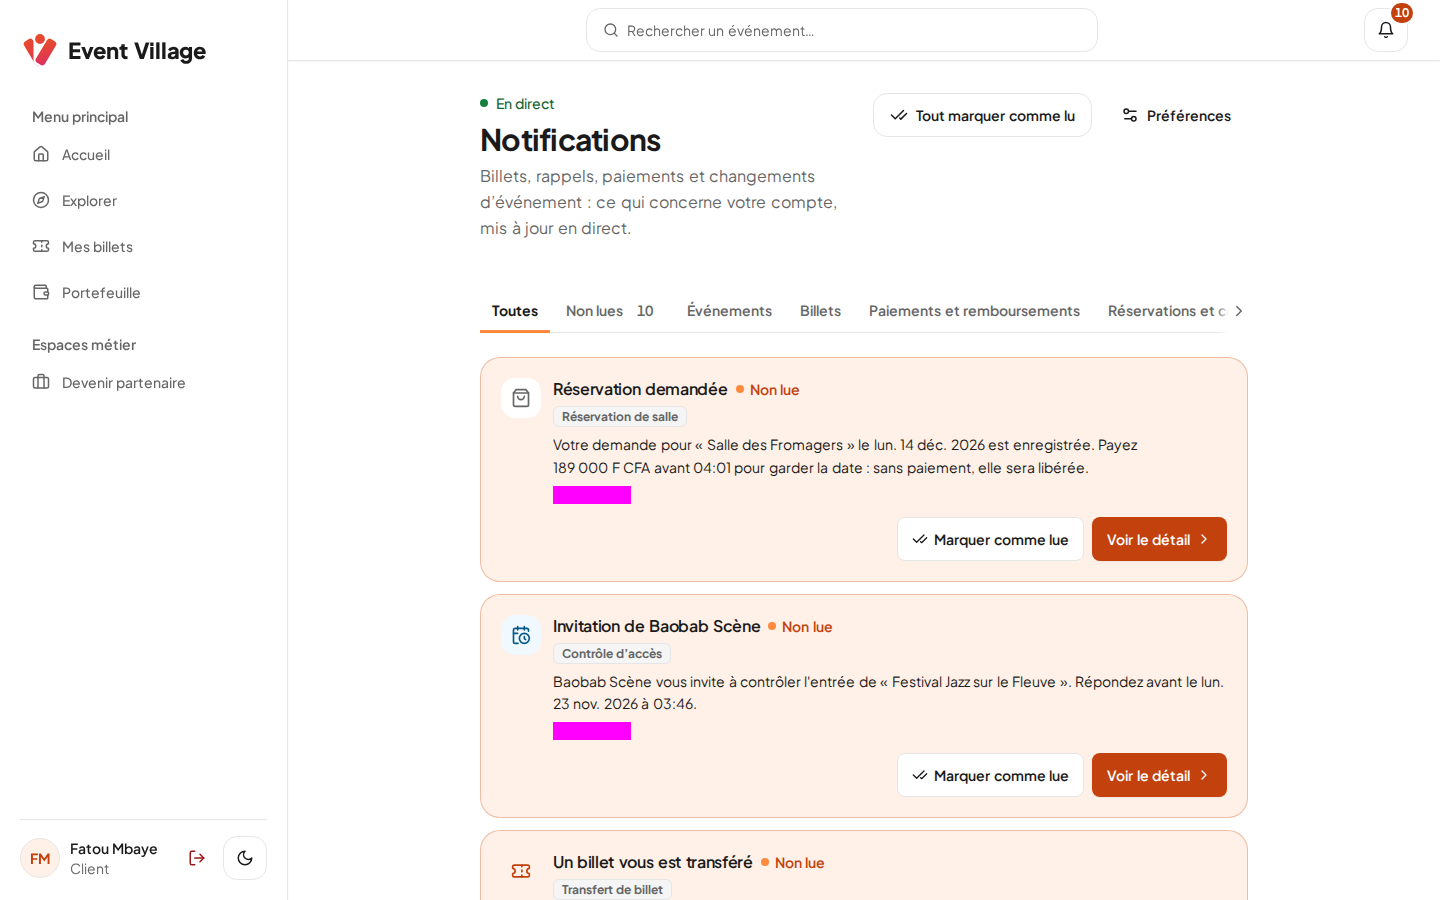 Event Village
Menu principal
Accueil
Explorer
Mes billets
Portefeuille
Espaces métier
Devenir partenaire
FM
Fatou Mbaye
Client
Rechercher un événement…
10
En direct
Notifications
Billets, rappels, paiements et changements
d’événement : ce qui concerne votre compte,
mis à jour en direct.
Tout marquer comme lu
Préférences
Toutes
Non lues 10
Événements
Billets
Paiements et remboursements
Réservations et c
Réservation demandée
Non lue
Réservation de salle
Votre demande pour « Salle des Fromagers » le lun. 14 déc. 2026 est enregistrée. Payez
189 000 F CFA avant 04:01 pour garder la date : sans paiement, elle sera libérée.
Marquer comme lue
Voir le détail
Invitation de Baobab Scène
Non lue
Contrôle d’accès
Baobab Scène vous invite à contrôler l'entrée de « Festival Jazz sur le Fleuve ». Répondez avant le lun.
23 nov. 2026 à 03:46.
Marquer comme lue
Voir le détail
Un billet vous est transféré
Non lue
Transfert de billet